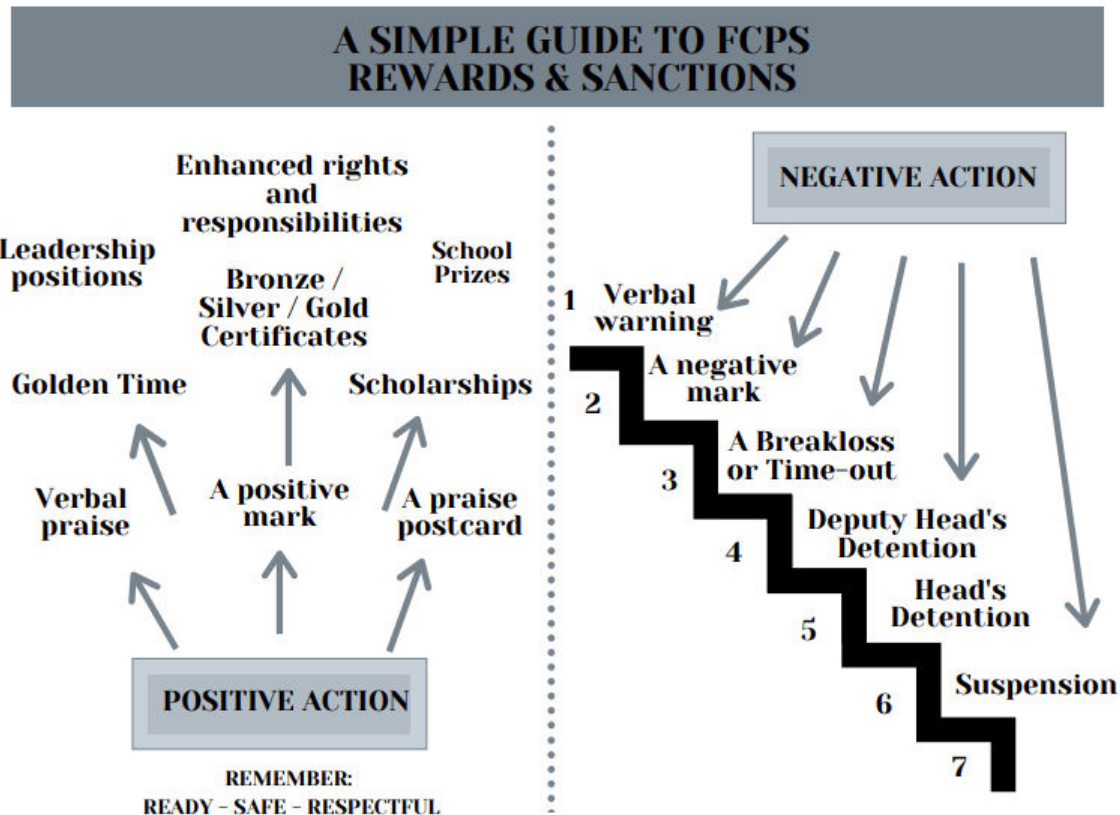 A SIMPLE GUIDE TO FCPS
REWARDS & SANCTIONS
Enhanced rights
and
responsibilities
Leadership
positions
School
Prizes
Bronze /
Silver / Gold
Certificates
Golden Time
Scholarships
Verbal
praise
A positive
mark
A praise
postcard
POSITIVE ACTION
REMEMBER:
READY - SAFE - RESPECTFUL
NEGATIVE ACTION
1
Verbal
warning
2
A negative
mark
3
A Breakloss
or Time-out
4
Deputy Head's
Detention
5
Head's
Detention
6
Suspension
7